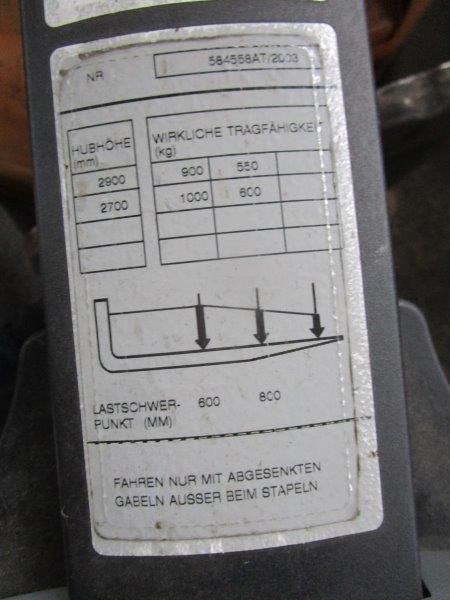 NR 584558AT/2003
HUBHÖHE (mm)
WIRKLICHE TRAGFÄHIGKEIT (kg)
2900 900 550
2700 1000 600
LASTSCHWER-
PUNKT (MM) 600 800
FAHREN NUR MIT ABGESENKTEN
GABELN AUSSER BEIM STAPELN